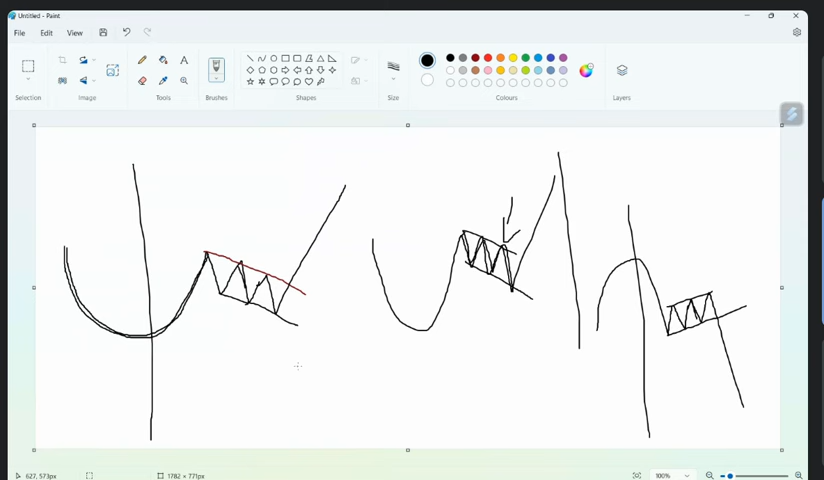 Untitled - Paint
File Edit View
Selection Image Tools Brushes Shapes Size Colours Layers
627, 573px 1782 × 771px 100%